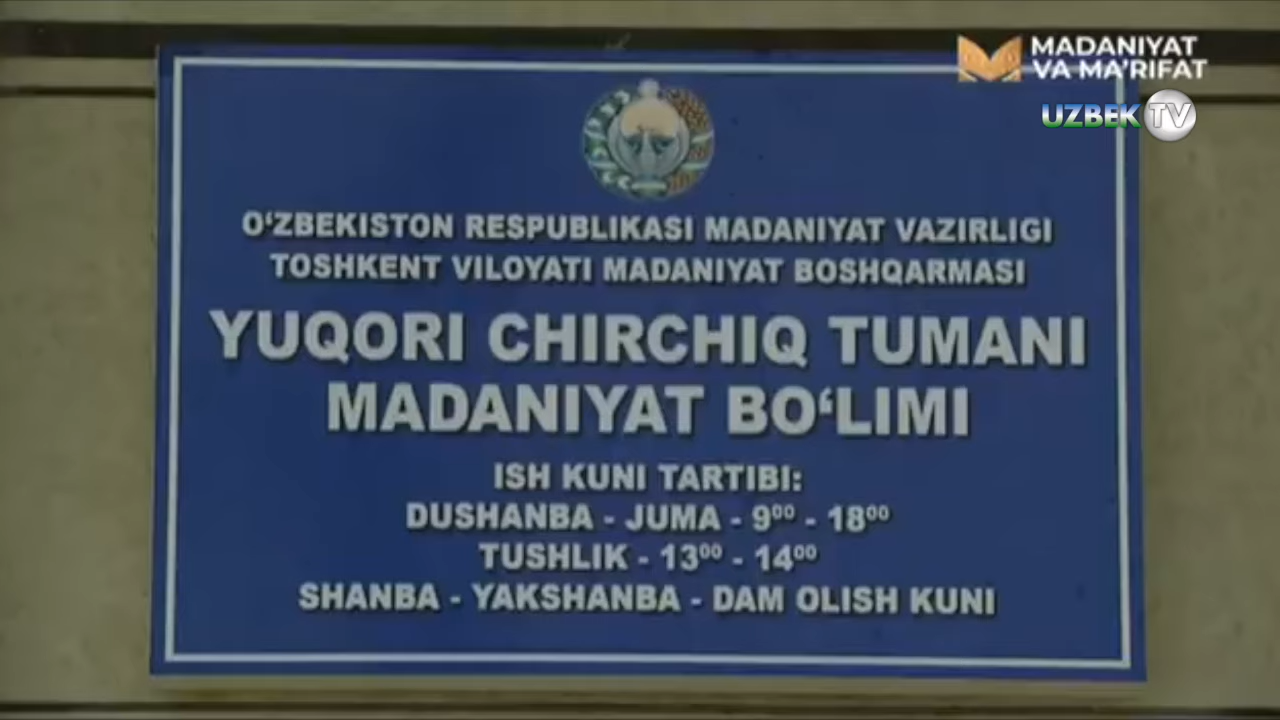 MADANIYAT
VA MA'RIFAT
UZBEK TV
O‘ZBEKISTON RESPUBLIKASI MADANIYAT VAZIRLIGI
TOSHKENT VILOYATI MADANIYAT BOSHQARMASI
YUQORI CHIRCHIQ TUMANI
MADANIYAT BO‘LIMI
ISH KUNI TARTIBI:
DUSHANBA - JUMA - 9⁰⁰ - 18⁰⁰
TUSHLIK - 13⁰⁰ - 14⁰⁰
SHANBA - YAKSHANBA - DAM OLISH KUNI